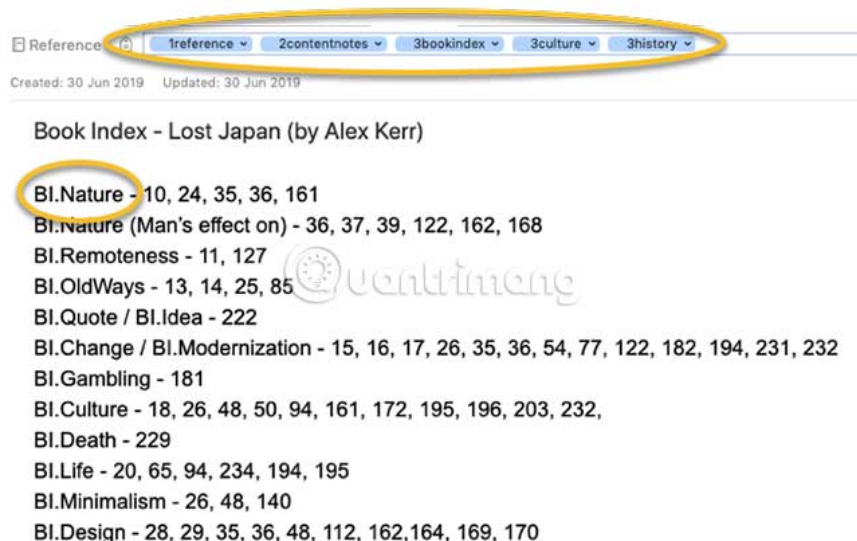 Reference 1reference 2contentnotes 3bookindex 3culture 3history
Created: 30 Jun 2019 Updated: 30 Jun 2019
Book Index - Lost Japan (by Alex Kerr)
BI.Nature - 10, 24, 35, 36, 161
BI.Nature (Man's effect on) - 36, 37, 39, 122, 162, 168
BI.Remoteness - 11, 127
BI.OldWays - 13, 14, 25, 85
Quantrimang
BI.Quote / BI.Idea - 222
BI.Change / BI.Modernization - 15, 16, 17, 26, 35, 36, 54, 77, 122, 182, 194, 231, 232
BI.Gambling - 181
BI.Culture - 18, 26, 48, 50, 94, 161, 172, 195, 196, 203, 232,
BI.Death - 229
BI.Life - 20, 65, 94, 234, 194, 195
BI.Minimalism - 26, 48, 140
BI.Design - 28, 29, 35, 36, 48, 112, 162,164, 169, 170